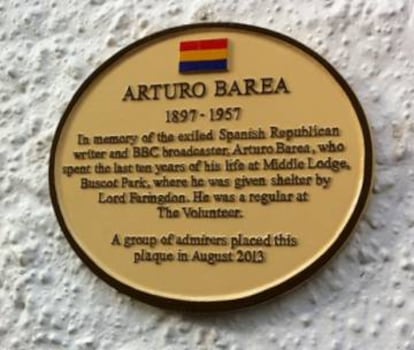 ARTURO BAREA
1897 - 1957
In memory of the exiled Spanish Republican
writer and BBC broadcaster, Arturo Barea, who
spent the last ten years of his life at Middle Lodge,
Buscot Park, where he was given shelter by
Lord Faringdon. He was a regular at
The Volunteer.
A group of admirers placed this
plaque in August 2013